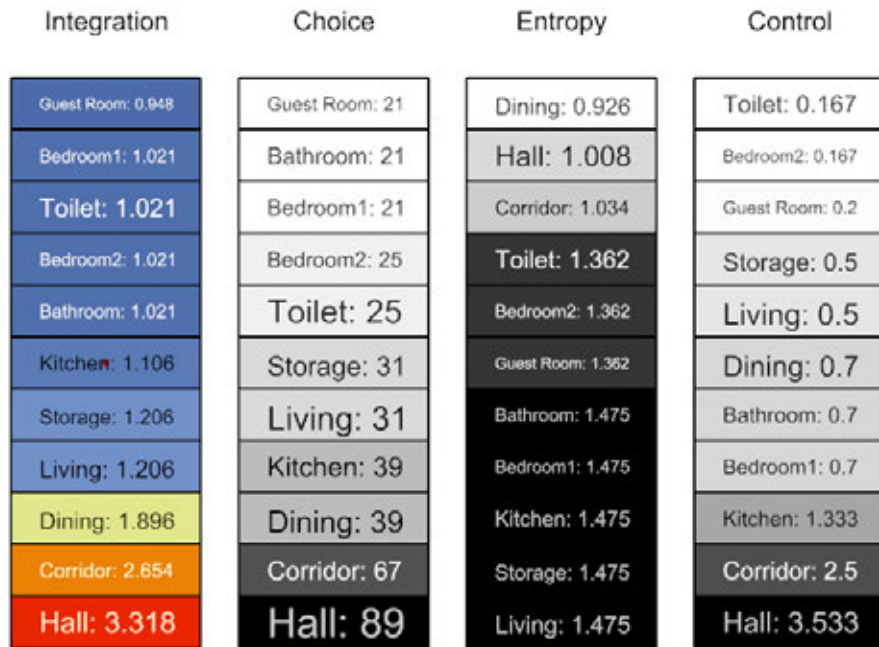 Integration
Choice
Entropy
Control
Guest Room: 0.948
Bedroom1: 1.021
Toilet: 1.021
Bedroom2: 1.021
Bathroom: 1.021
Kitchen: 1.106
Storage: 1.206
Living: 1.206
Dining: 1.896
Corridor: 2.654
Hall: 3.318
Guest Room: 21
Bathroom: 21
Bedroom1: 21
Bedroom2: 25
Toilet: 25
Storage: 31
Living: 31
Kitchen: 39
Dining: 39
Corridor: 67
Hall: 89
Dining: 0.926
Hall: 1.008
Corridor: 1.034
Toilet: 1.362
Bedroom2: 1.362
Guest Room: 1.362
Bathroom: 1.475
Bedroom1: 1.475
Kitchen: 1.475
Storage: 1.475
Living: 1.475
Toilet: 0.167
Bedroom2: 0.167
Guest Room: 0.2
Storage: 0.5
Living: 0.5
Dining: 0.7
Bathroom: 0.7
Bedroom1: 0.7
Kitchen: 1.333
Corridor: 2.5
Hall: 3.533